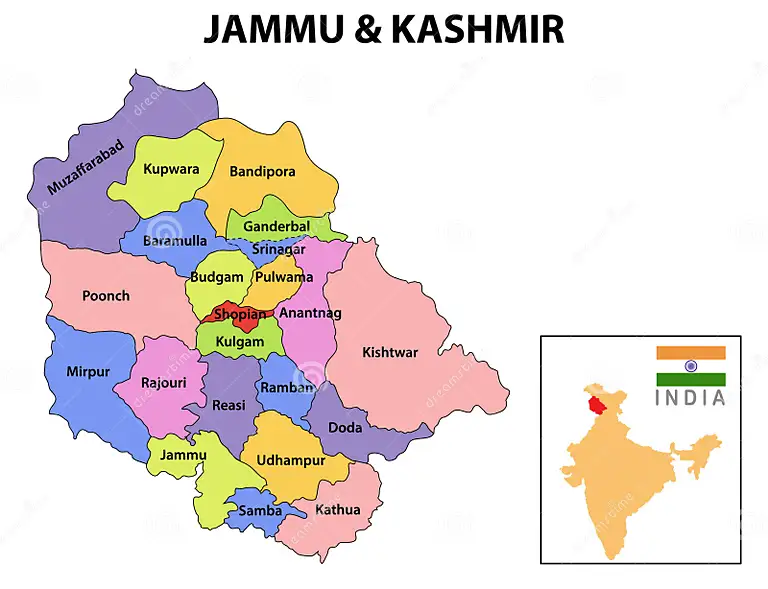 JAMMU & KASHMIR
Muzaffarabad
Kupwara
Bandipora
Ganderbal
Baramulla
Srinagar
Budgam
Pulwama
Poonch
Shopian
Anantnag
Kulgam
Kishtwar
Mirpur
Rajouri
Ramban
Reasi
Doda
Jammu
Udhampur
Samba
Kathua
INDIA